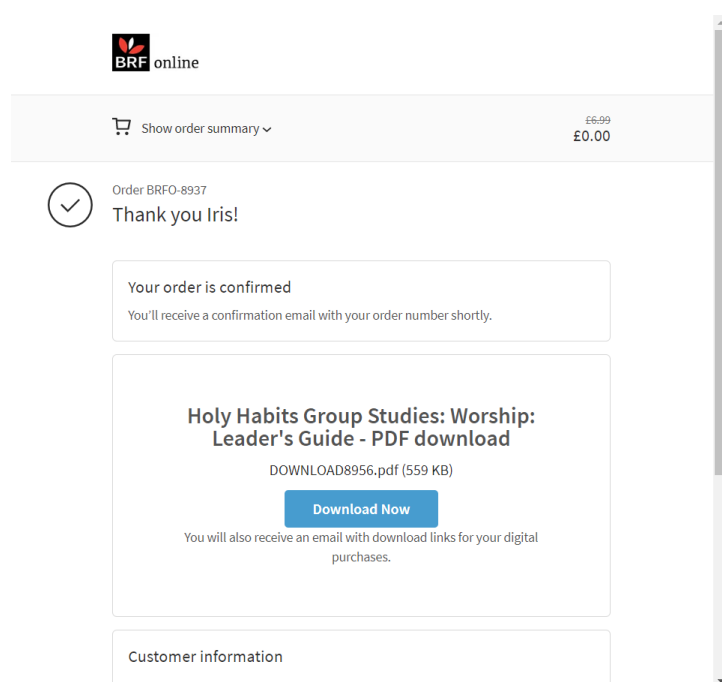 BRF online
Show order summary
£6.99
£0.00
Order BRFO-8937
Thank you Iris!
Your order is confirmed
You'll receive a confirmation email with your order number shortly.
Holy Habits Group Studies: Worship:
Leader's Guide - PDF download
DOWNLOAD8956.pdf (559 KB)
Download Now
You will also receive an email with download links for your digital
purchases.
Customer information